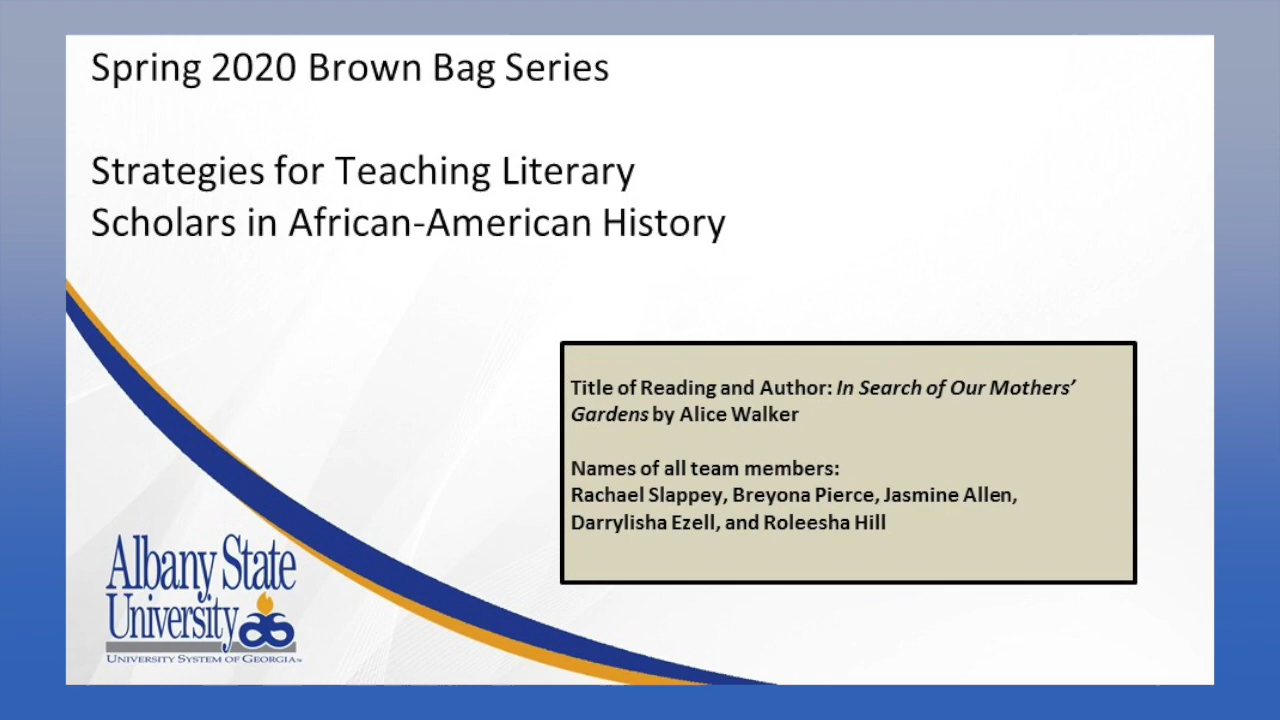 Spring 2020 Brown Bag Series
Strategies for Teaching Literary
Scholars in African-American History
Title of Reading and Author: In Search of Our Mothers’
Gardens by Alice Walker
Names of all team members:
Rachael Slappey, Breyona Pierce, Jasmine Allen,
Darrylisha Ezell, and Roleesha Hill
Albany State
University
UNIVERSITY SYSTEM OF GEORGIA